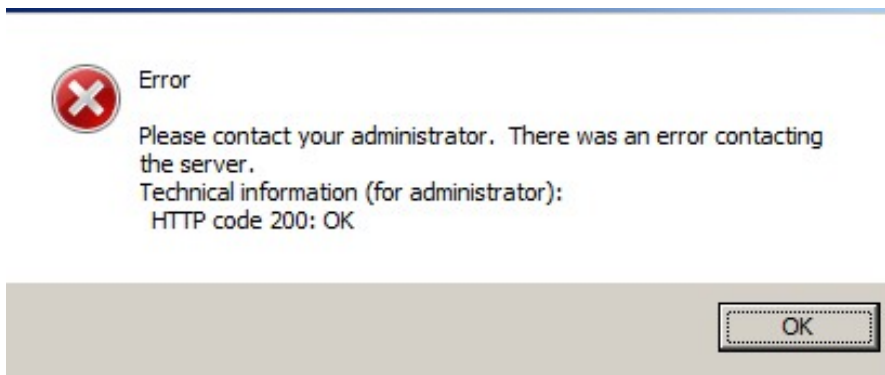 Error
Please contact your administrator.  There was an error contacting
the server.
Technical information (for administrator):
HTTP code 200: OK
OK